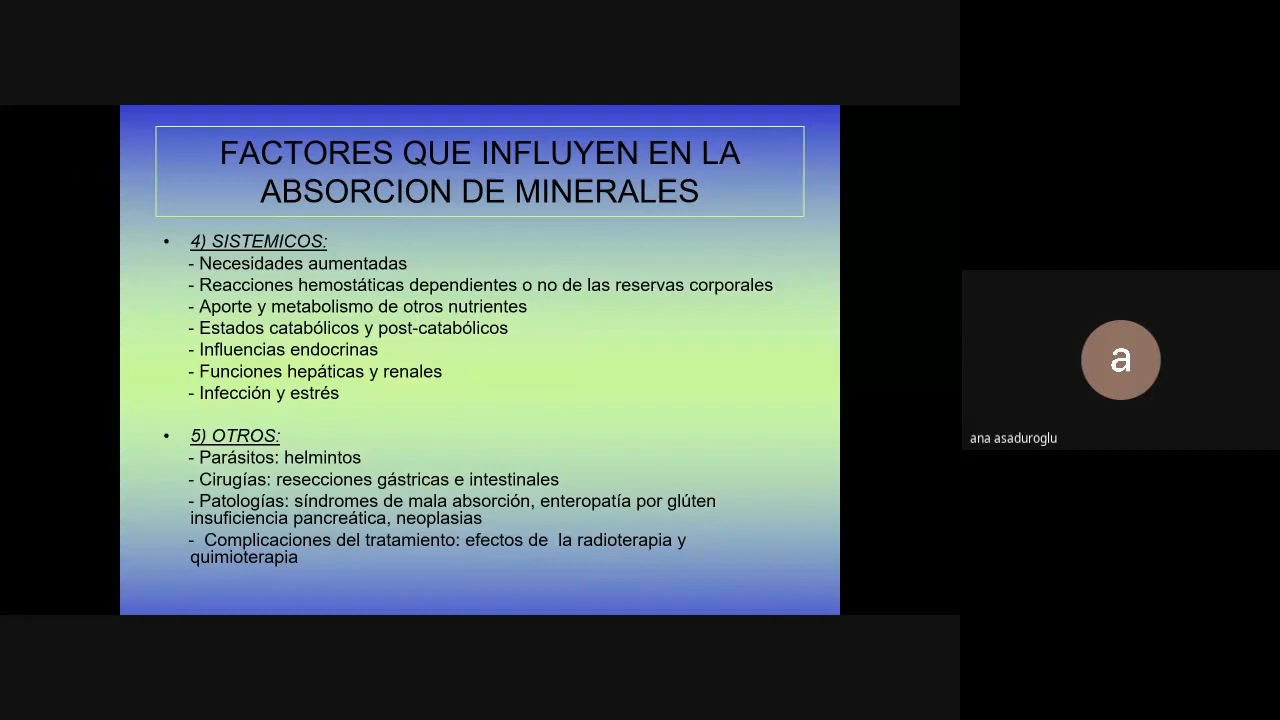 FACTORES QUE INFLUYEN EN LA
ABSORCION DE MINERALES
• 4) SISTEMICOS:
- Necesidades aumentadas
- Reacciones hemostáticas dependientes o no de las reservas corporales
- Aporte y metabolismo de otros nutrientes
- Estados catabólicos y post-catabólicos
- Influencias endocrinas
- Funciones hepáticas y renales
- Infección y estrés
• 5) OTROS:
- Parásitos: helmintos
- Cirugías: resecciones gástricas e intestinales
- Patologías: síndromes de mala absorción, enteropatía por glúten
insuficiencia pancreática, neoplasias
- Complicaciones del tratamiento: efectos de la radioterapia y
quimioterapia
a
ana asaduroglu